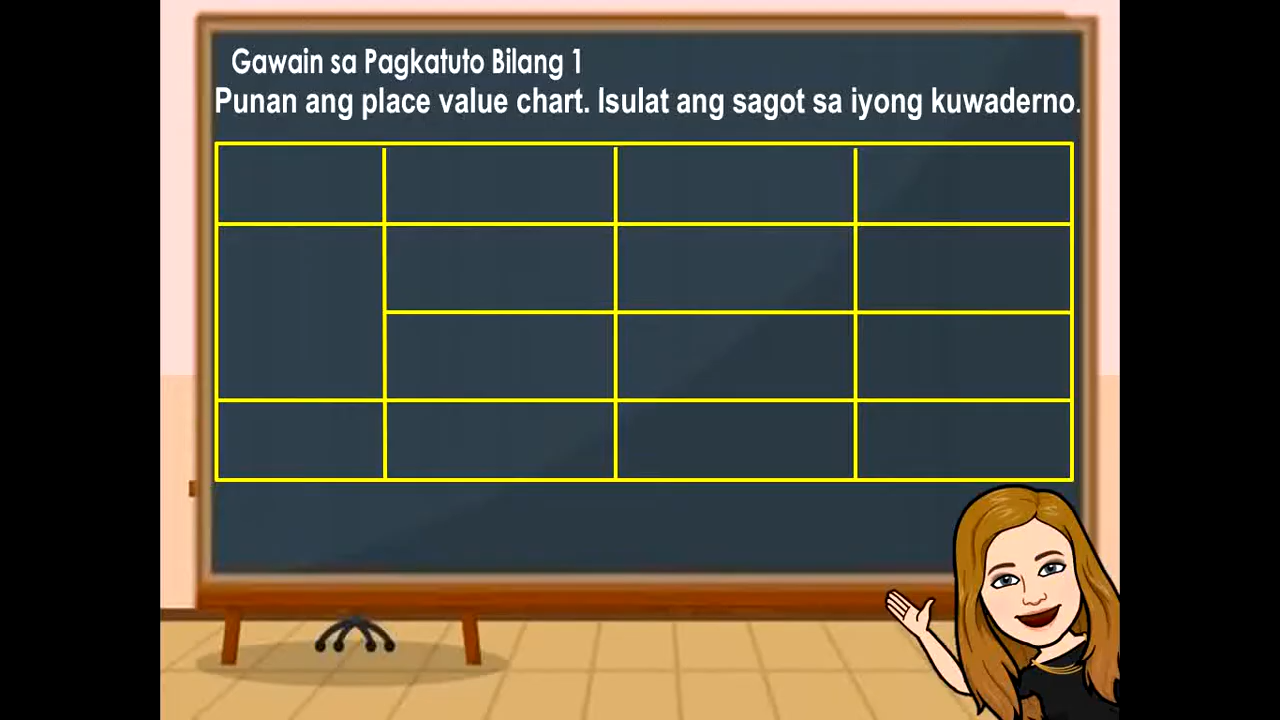 Gawain sa Pagkatuto Bilang 1
Punan ang place value chart. Isulat ang sagot sa iyong kuwaderno.